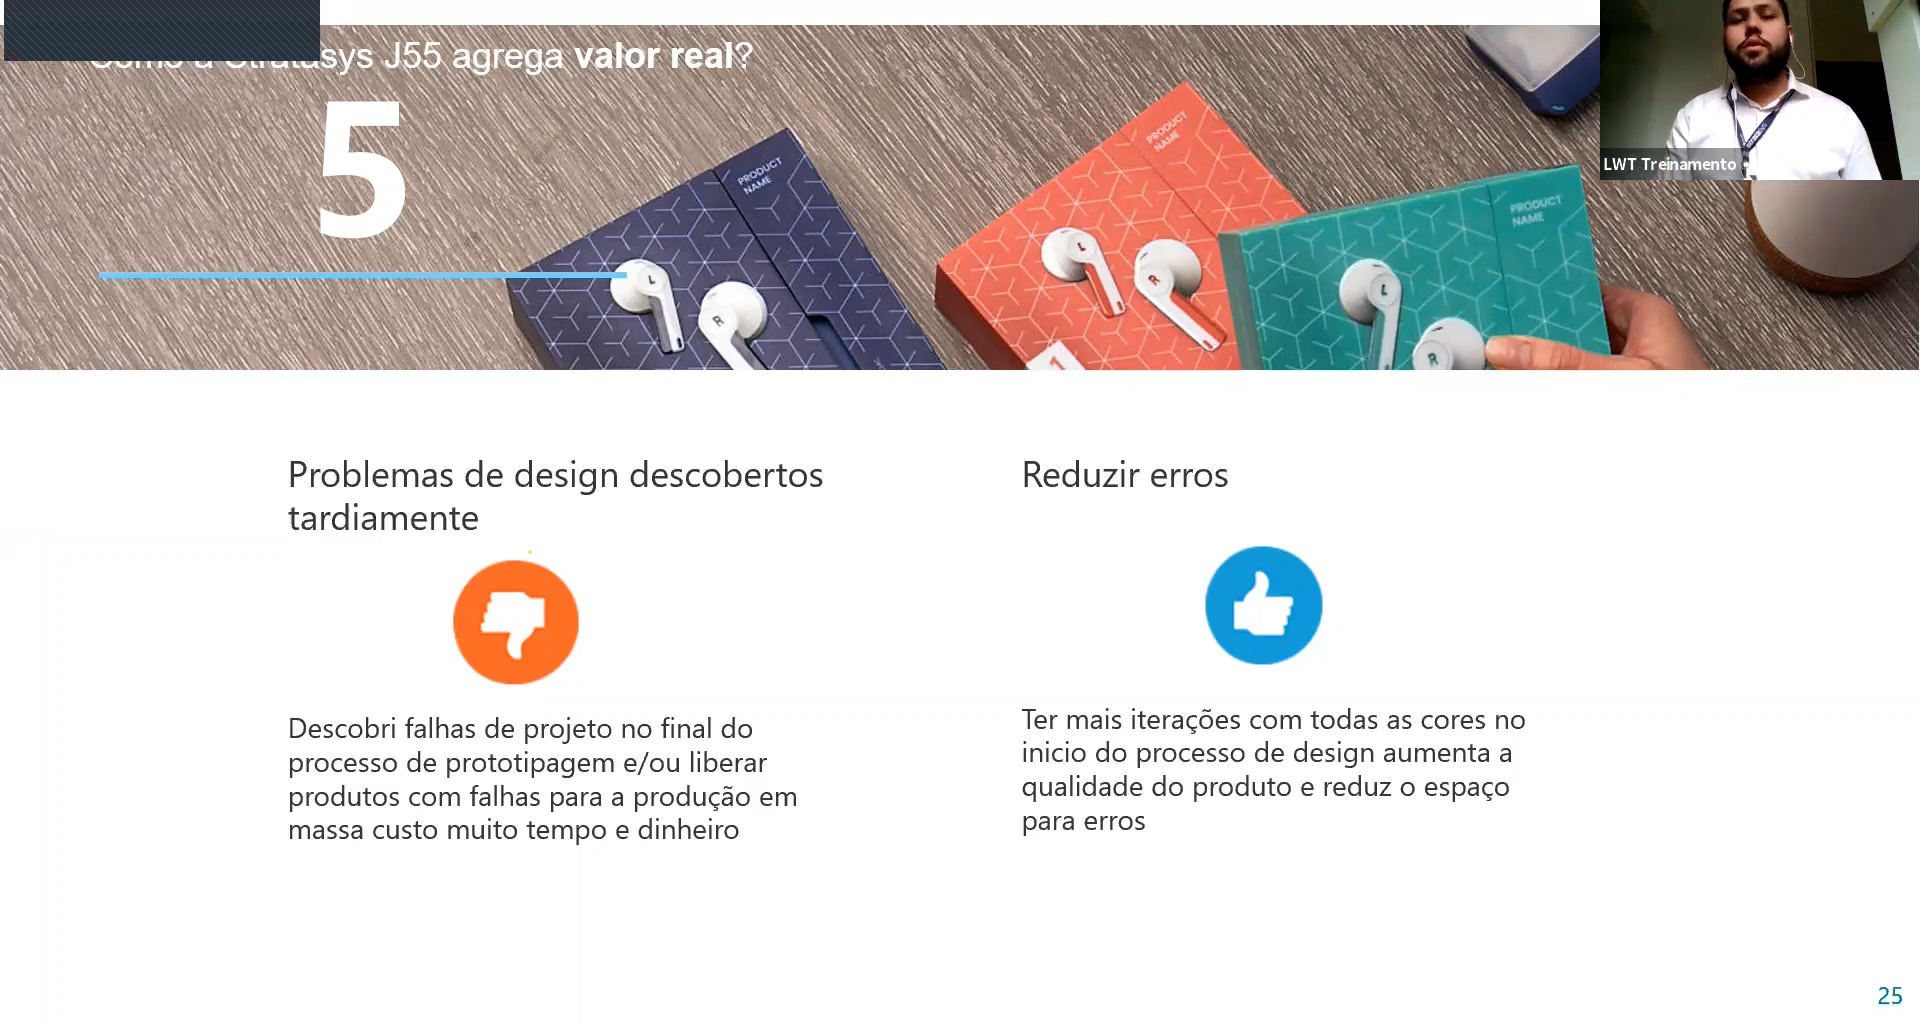 Como a Stratasys J55 agrega valor real?
5
PRODUCT
NAME
PRODUCT
NAME
PRODUCT
NAME
L
R
L
R
L
R
1
LWT Treinamento
Problemas de design descobertos
tardiamente
Descobri falhas de projeto no final do
processo de prototipagem e/ou liberar
produtos com falhas para a produção em
massa custo muito tempo e dinheiro
Reduzir erros
Ter mais iterações com todas as cores no
inicio do processo de design aumenta a
qualidade do produto e reduz o espaço
para erros
25